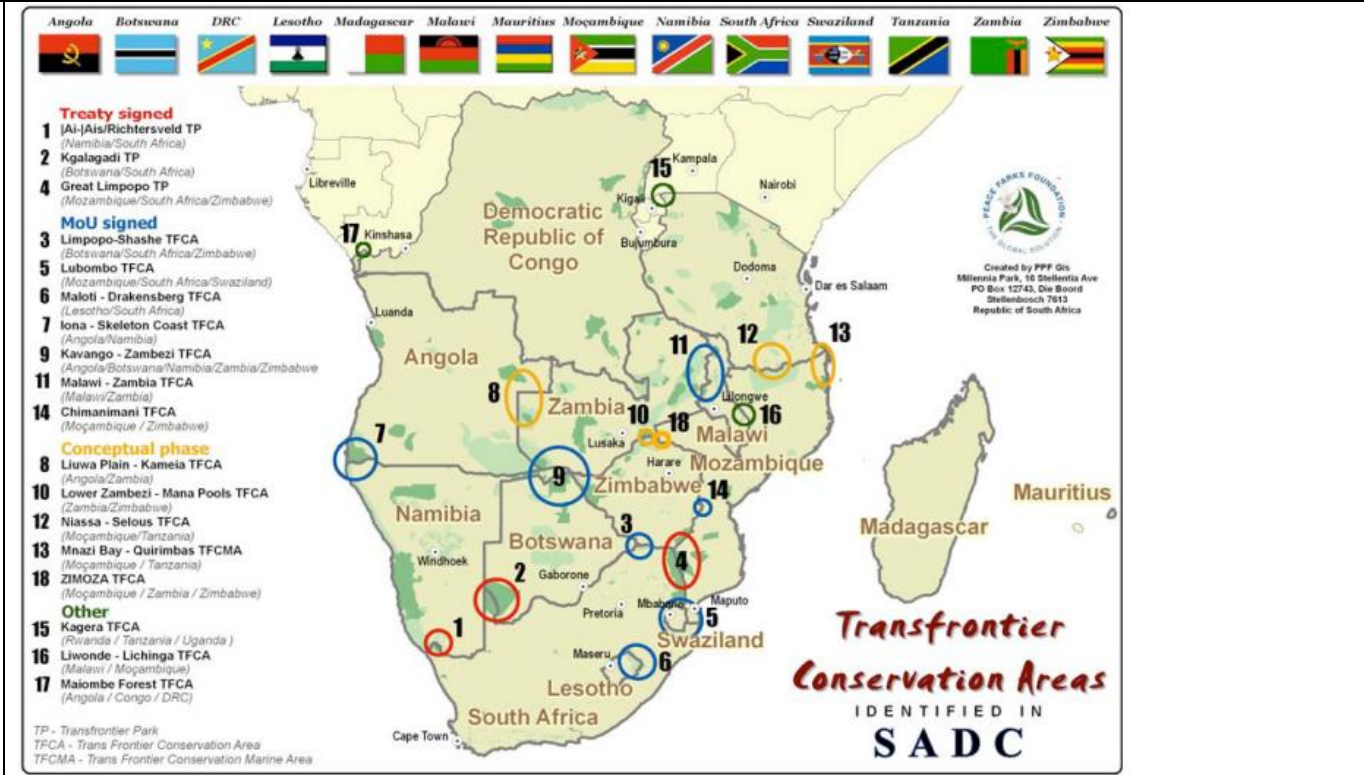 Angola Botswana DRC Lesotho Madagascar Malawi Mauritius Moçambique Namibia South Africa Swaziland Tanzania Zambia Zimbabwe
Treaty signed
1 |Ai-|Ais/Richtersveld TP
(Namibia/South Africa)
2 Kgalagadi TP
(Botswana/South Africa)
4 Great Limpopo TP
(Mozambique/South Africa/Zimbabwe)
MoU signed
3 Limpopo-Shashe TFCA
(Botswana/South Africa/Zimbabwe)
5 Lubombo TFCA
(Mozambique/South Africa/Swaziland)
6 Maloti - Drakensberg TFCA
(Lesotho/South Africa)
7 Iona - Skeleton Coast TFCA
(Angola/Namibia)
9 Kavango - Zambezi TFCA
(Angola/Botswana/Namibia/Zambia/Zimbabwe
11 Malawi - Zambia TFCA
(Malawi/Zambia)
14 Chimanimani TFCA
(Moçambique / Zimbabwe)
Conceptual phase
8 Liuwa Plain - Kameia TFCA
(Angola/Zambia)
10 Lower Zambezi - Mana Pools TFCA
(Zambia/Zimbabwe)
12 Niassa - Selous TFCA
(Moçambique/Tanzania)
13 Mnazi Bay - Quirimbas TFCMA
(Moçambique / Tanzania)
18 ZIMOZA TFCA
(Moçambique / Zambia / Zimbabwe)
Other
15 Kagera TFCA
(Rwanda / Tanzania / Uganda )
16 Liwonde - Lichinga TFCA
(Malawi / Moçambique)
17 Maiombe Forest TFCA
(Angola / Congo / DRC)
TP - Transfrontier Park
TFCA - Trans Frontier Conservation Area
TFCMA - Trans Frontier Conservation Marine Area
15
Kampala
Libreville
Nairobi
Kigali
Democratic
Republic of
Congo
17
Kinshasa
Bujumbura
Dodoma
Dar es Salaam
Luanda
Angola
11
12
13
8
Lilongwe
16
Zambia
10
18
Lusaka
Malawi
7
Harare
Mozambique
9
Zimbabwe
14
Namibia
3
Botswana
Windhoek
4
2
Gaborone
Pretoria
Mbabane
Maputo
5
1
Swaziland
Maseru
6
Lesotho
South Africa
Cape Town
Madagascar
Mauritius
PEACE PARKS FOUNDATION
THE GLOBAL SOLUTION
Created by PPF Gis
Millennia Park, 16 Stellentia Ave
PO Box 12743, Die Boord
Stellenbosch 7613
Republic of South Africa
Transfrontier
Conservation Areas
IDENTIFIED IN
SADC